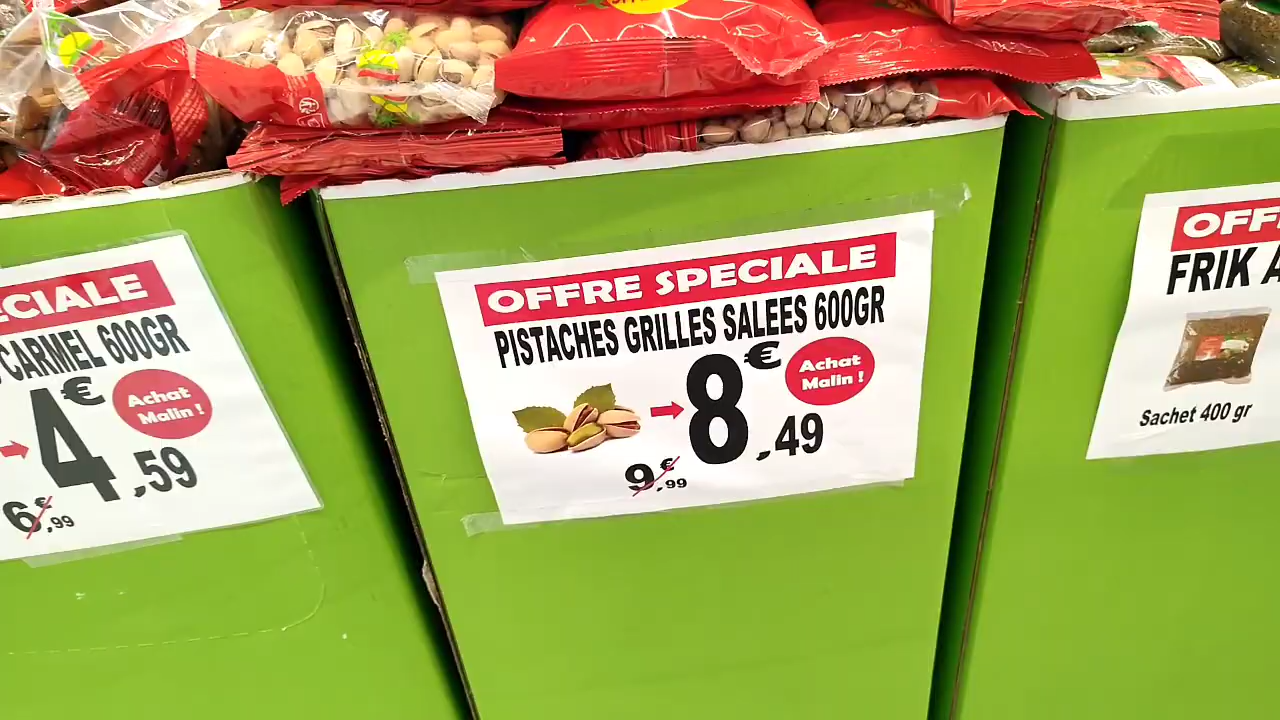 ECIALE
CARMEL 600GR
4€,59
Achat
Malin !
6€,99
OFFRE SPECIALE
PISTACHES GRILLES SALEES 600GR
8€,49
Achat
Malin !
9€,99
OFF
FRIK A
Sachet 400 gr